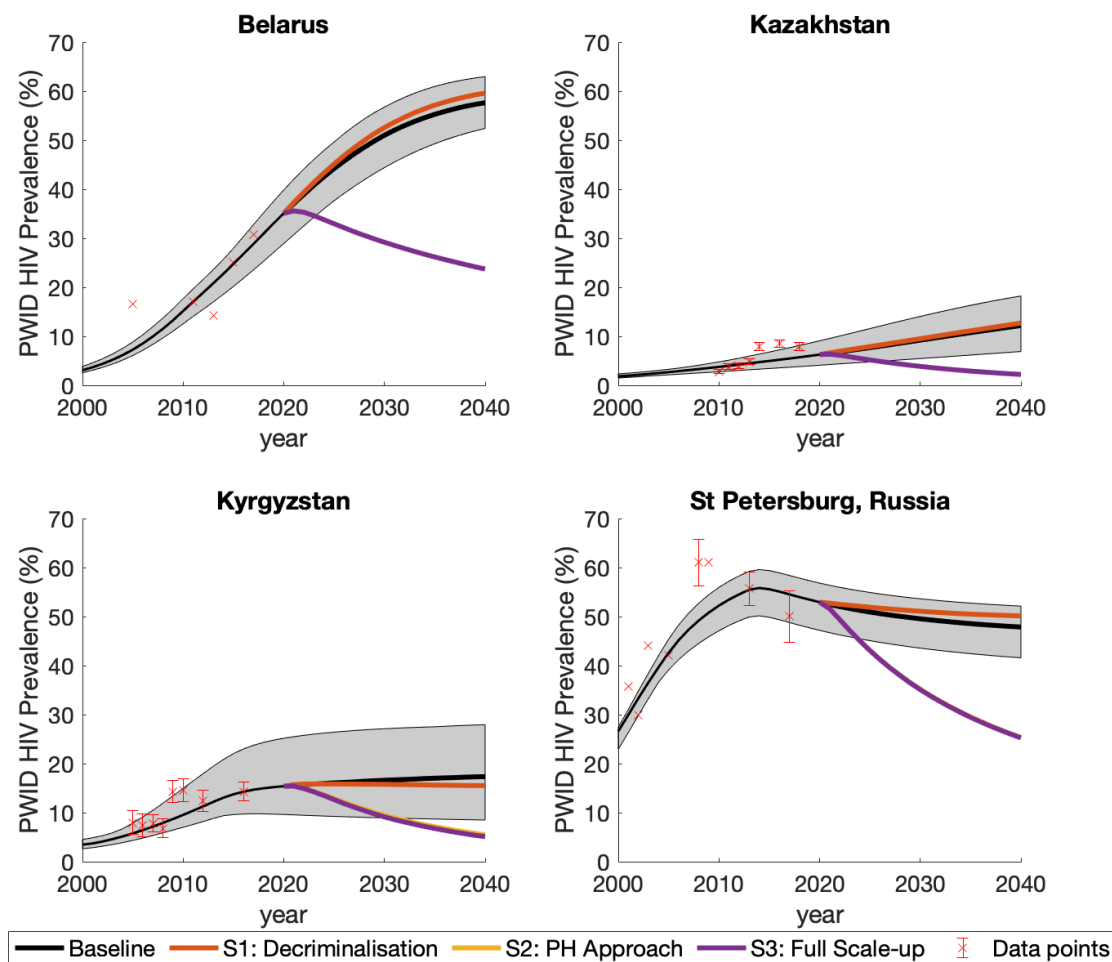 Belarus
PWID HIV Prevalence (%)
70
60
50
40
30
20
10
0
2000 2010 2020 2030 2040
year
Kazakhstan
PWID HIV Prevalence (%)
70
60
50
40
30
20
10
0
2000 2010 2020 2030 2040
year
Kyrgyzstan
PWID HIV Prevalence (%)
70
60
50
40
30
20
10
0
2000 2010 2020 2030 2040
year
St Petersburg, Russia
PWID HIV Prevalence (%)
70
60
50
40
30
20
10
0
2000 2010 2020 2030 2040
year
Baseline S1: Decriminalisation S2: PH Approach S3: Full Scale-up Data points